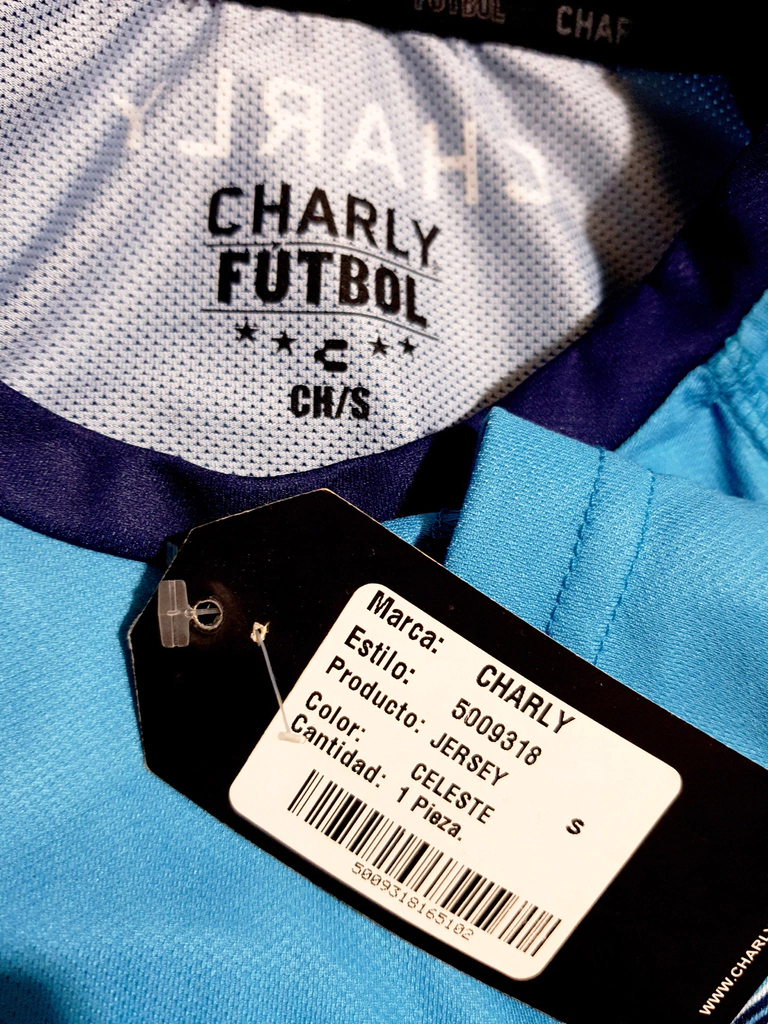 FUTBOL CHAR
CHARLY
CHARLY
FÚTBOL
CH/S
Marca: CHARLY
Estilo: 5009318
Producto: JERSEY
Color: CELESTE S
Cantidad: 1 Pieza.
5009318165102
WWW.CHARLY